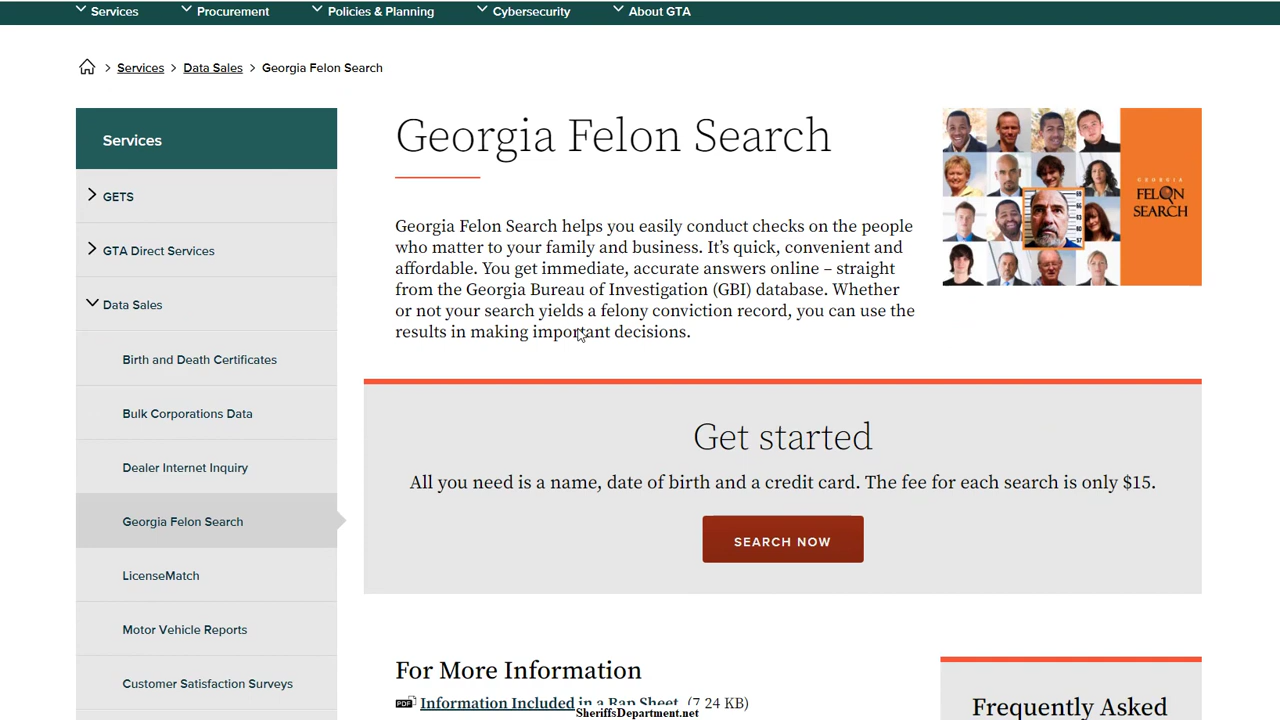 Services
Procurement
Policies & Planning
Cybersecurity
About GTA
Services
Data Sales
Georgia Felon Search
Services
GETS
GTA Direct Services
Data Sales
Birth and Death Certificates
Bulk Corporations Data
Dealer Internet Inquiry
Georgia Felon Search
LicenseMatch
Motor Vehicle Reports
Customer Satisfaction Surveys
Georgia Felon Search
Georgia Felon Search helps you easily conduct checks on the people
who matter to your family and business. It’s quick, convenient and
affordable. You get immediate, accurate answers online – straight
from the Georgia Bureau of Investigation (GBI) database. Whether
or not your search yields a felony conviction record, you can use the
results in making important decisions.
GEORGIA
FELON
SEARCH
Get started
All you need is a name, date of birth and a credit card. The fee for each search is only $15.
SEARCH NOW
For More Information
PDF Information Included in a Rap Sheet (7.24 KB)
Frequently Asked
SheriffsDepartment.net